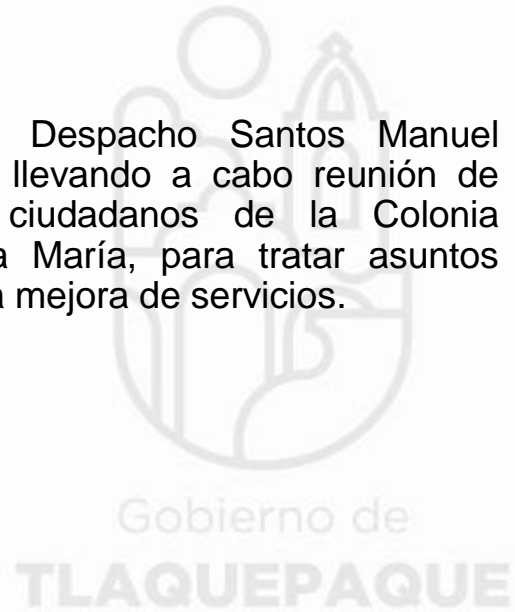 Despacho Santos Manuel
llevando a cabo reunión de
ciudadanos de la Colonia
a María, para tratar asuntos
a mejora de servicios.
Gobierno de
TLAQUEPAQUE